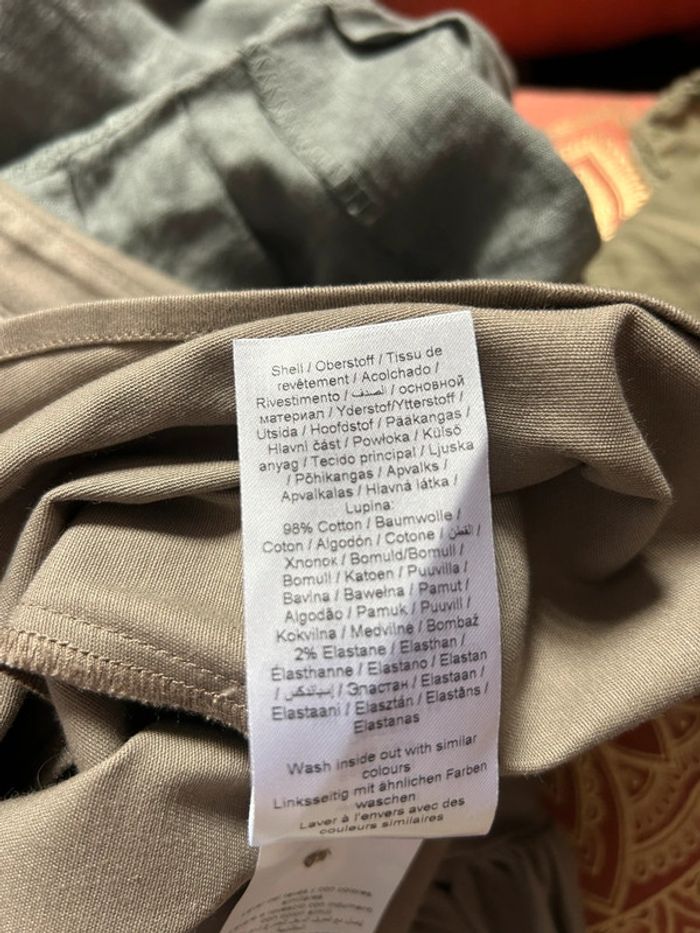 Shell / Oberstoff / Tissu de
revêtement / Acolchado /
Rivestimento / الصدف / основной
материал / Yderstof/Ytterstoff /
Utsida / Hoofdstof / Pääkangas /
Hlavní část / Powłoka / Külső
anyag / Tecido principal / Ljuska
/ Põhikangas / Apvalks /
Apvalkalas / Hlavná látka /
Lupina:
98% Cotton / Baumwolle /
Coton / Algodón / Cotone / القطن /
Хлопок / Bomuld/Bomull /
Bomull / Katoen / Puuvilla /
Bavlna / Bawełna / Pamut /
Algodão / Pamuk / Puuvill /
Kokvilna / Medvilne / Bombaž
2% Elastane / Elasthan /
Élasthanne / Elastano / Elastan
/ إسباندكس / Эластан / Elastaan /
Elastaani / Elasztán / Elastāns /
Elastanas
Wash inside out with similar
colours
Linksseitig mit ähnlichen Farben
waschen
Laver à l'envers avec des
couleurs similaires
similares